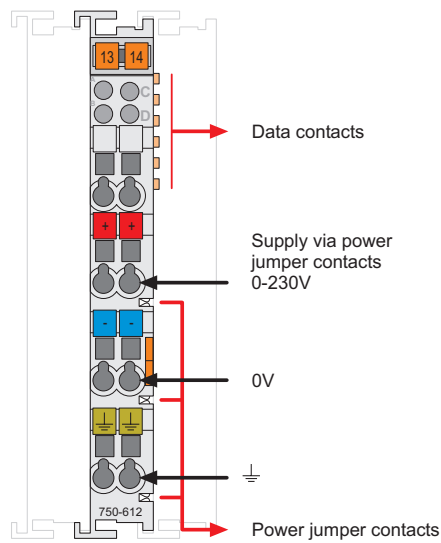 13 14
A C
B D
Data contacts
+ +
Supply via power
jumper contacts
0-230V
- -
0V
750-612
Power jumper contacts